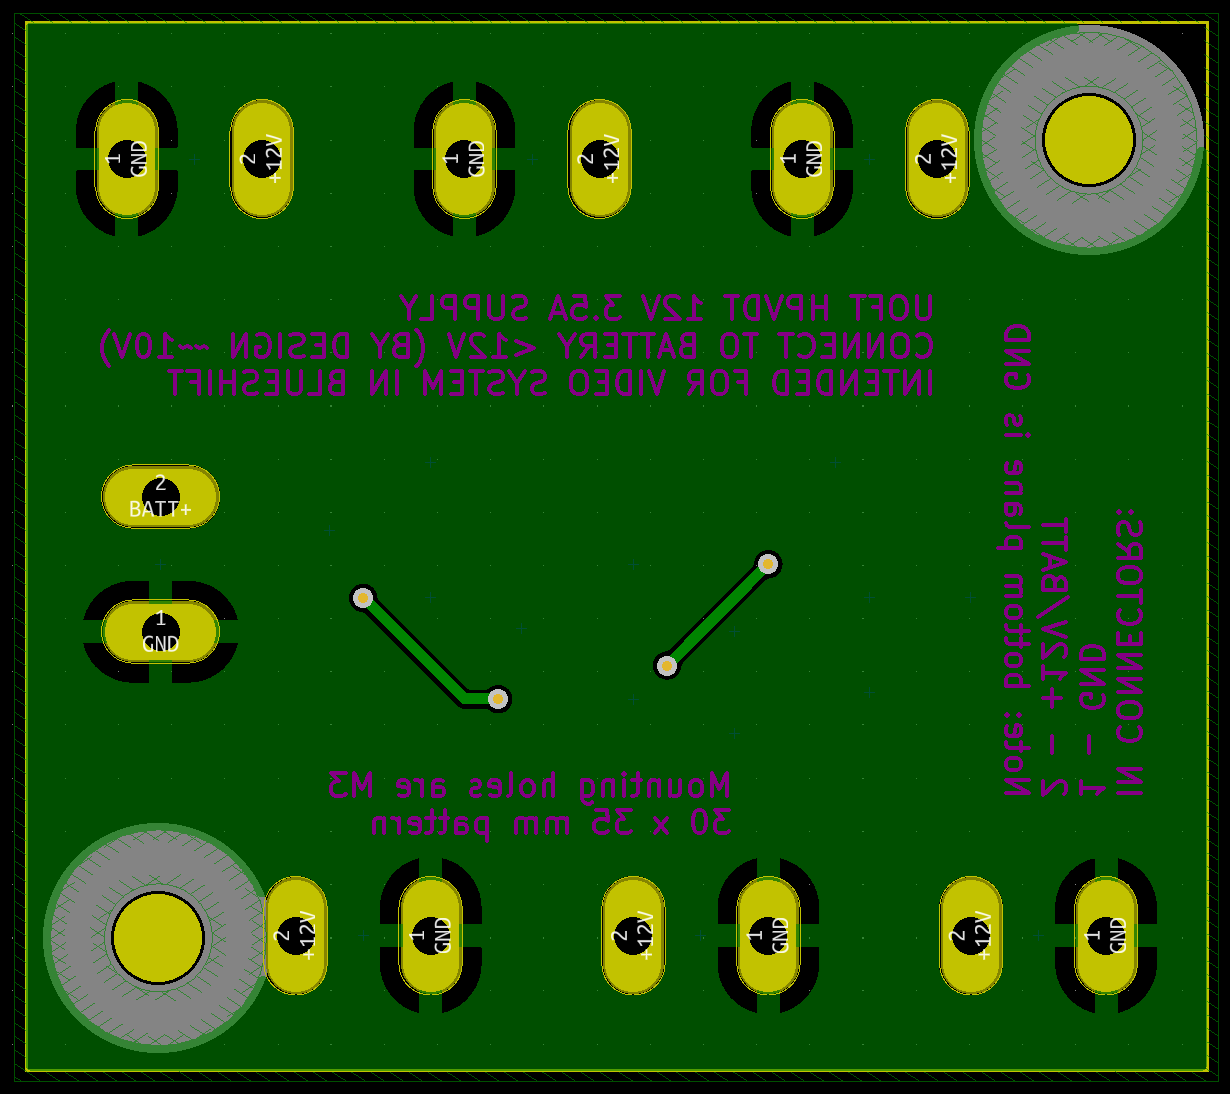 1 GND
2 +12V
1 GND
2 +12V
1 GND
2 +12V
UOFT HPVDT 12V 3.5A SUPPLY
CONNECT TO BATTERY <12V (BY DESIGN ~~10V)
INTENDED FOR VIDEO SYSTEM IN BLUESHIFT
2
BATT+
1
GND
IN CONNECTORS:
1 - GND
2 - +12V/BATT
Note: bottom plane is GND
Mounting holes are M3
30 x 35 mm pattern
2 +12V
1 GND
2 +12V
1 GND
2 +12V
1 GND